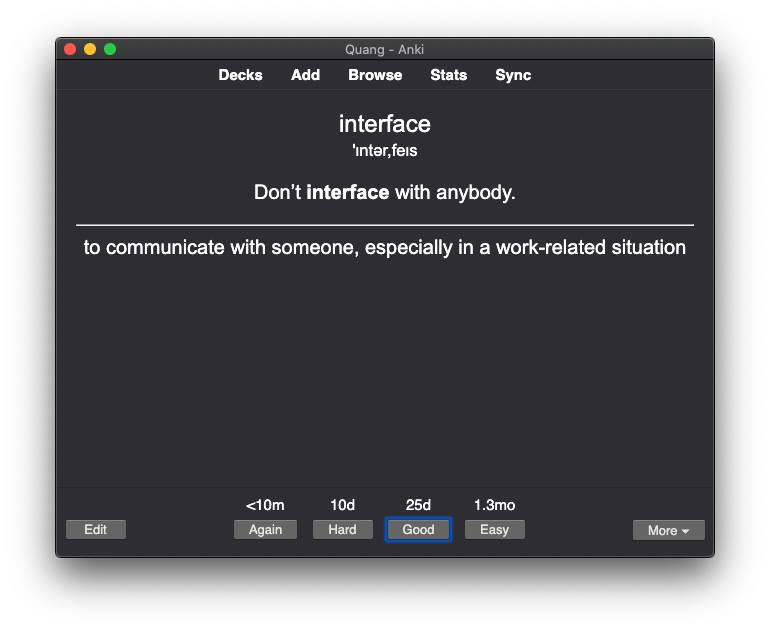 Quang - Anki
Decks Add Browse Stats Sync
interface
'ɪntərˌfeɪs
Don't interface with anybody.
to communicate with someone, especially in a work-related situation
<10m 10d 25d 1.3mo
Edit Again Hard Good Easy More